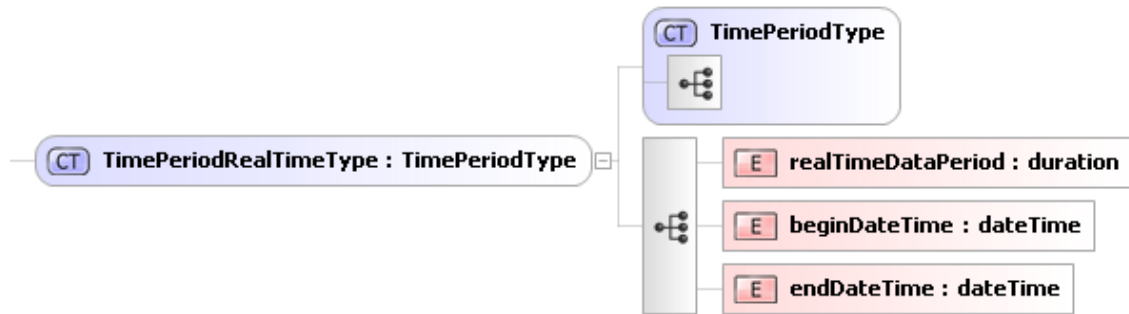 CT TimePeriodType
CT TimePeriodRealTimeType : TimePeriodType
E realTimeDataPeriod : duration
E beginDateTime : dateTime
E endDateTime : dateTime